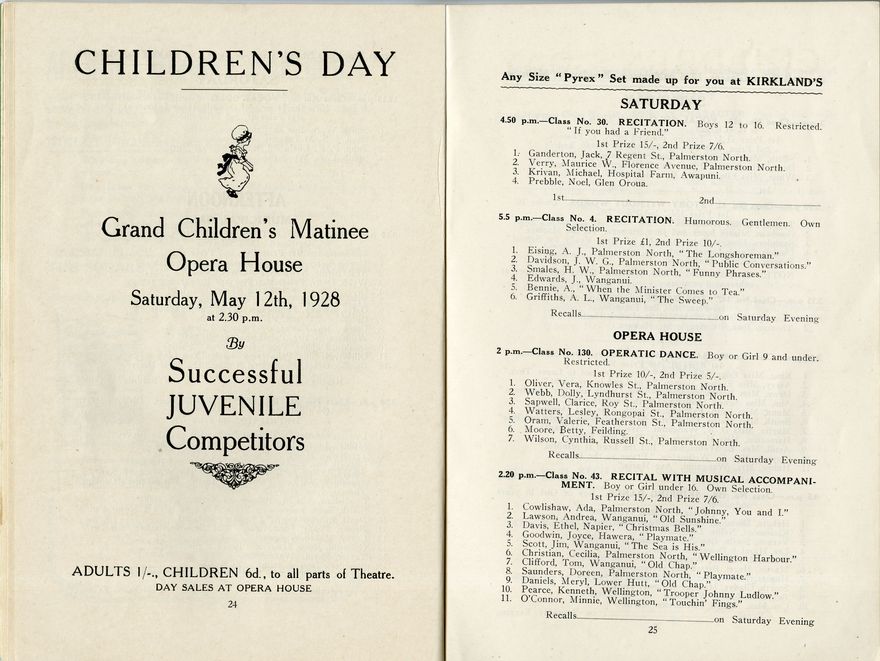 CHILDREN'S DAY
Grand Children's Matinee
Opera House
Saturday, May 12th, 1928
at 2.30 p.m.
By
Successful
JUVENILE
Competitors
ADULTS 1/-., CHILDREN 6d., to all parts of Theatre.
DAY SALES AT OPERA HOUSE
24
Any Size "Pyrex" Set made up for you at KIRKLAND'S
SATURDAY
4.50 p.m.—Class No. 30. RECITATION. Boys 12 to 16. Restricted.
"If you had a Friend."
1st Prize 15/-, 2nd Prize 7/6.
1. Ganderton, Jack, 7 Regent St., Palmerston North.
2. Verry, Maurice W., Florence Avenue, Palmerston North.
3. Krivan, Michael, Hospital Farm, Awapuni.
4. Prebble, Noel, Glen Oroua.
1st 2nd
5.5 p.m.—Class No. 4. RECITATION. Humorous. Gentlemen. Own
Selection.
1st Prize £1, 2nd Prize 10/-.
1. Eising, A. J., Palmerston North, "The Longshoreman."
2. Davidson, J. W. G., Palmerston North, "Public Conversations."
3. Smales, H. W., Palmerston North, "Funny Phrases."
4. Edwards, J., Wanganui.
5. Bennie, A., "When the Minister Comes to Tea."
6. Griffiths, A. L., Wanganui, "The Sweep."
Recalls on Saturday Evening
OPERA HOUSE
2 p.m.—Class No. 130. OPERATIC DANCE. Boy or Girl 9 and under.
Restricted.
1st Prize 10/-, 2nd Prize 5/-.
1. Oliver, Vera, Knowles St., Palmerston North.
2. Webb, Dolly, Lyndhurst St., Palmerston North.
3. Sapwell, Clarice, Roy St., Palmerston North.
4. Watters, Lesley, Rongopai St., Palmerston North.
5. Oram, Valerie, Featherston St., Palmerston North.
6. Moore, Betty, Feilding.
7. Wilson, Cynthia, Russell St., Palmerston North.
Recalls on Saturday Evening
2.20 p.m.—Class No. 43. RECITAL WITH MUSICAL ACCOMPANI-
MENT. Boy or Girl under 16. Own Selection.
1st Prize 15/-, 2nd Prize 7/6.
1. Cowlishaw, Ada, Palmerston North, "Johnny, You and I."
2. Lawson, Andrea, Wanganui, "Old Sunshine."
3. Davis, Ethel, Napier, "Christmas Bells."
4. Goodwin, Joyce, Hawera, "Playmate."
5. Scott, Jim, Wanganui, "The Sea is His."
6. Christian, Cecilia, Palmerston North, "Wellington Harbour."
7. Clifford, Tom, Wanganui, "Old Chap."
8. Saunders, Doreen, Palmerston North, "Playmate."
9. Daniels, Meryl, Lower Hutt, "Old Chap."
10. Pearce, Kenneth, Wellington, "Trooper Johnny Ludlow."
11. O'Connor, Minnie, Wellington, "Touchin' Fings."
Recalls on Saturday Evening
25